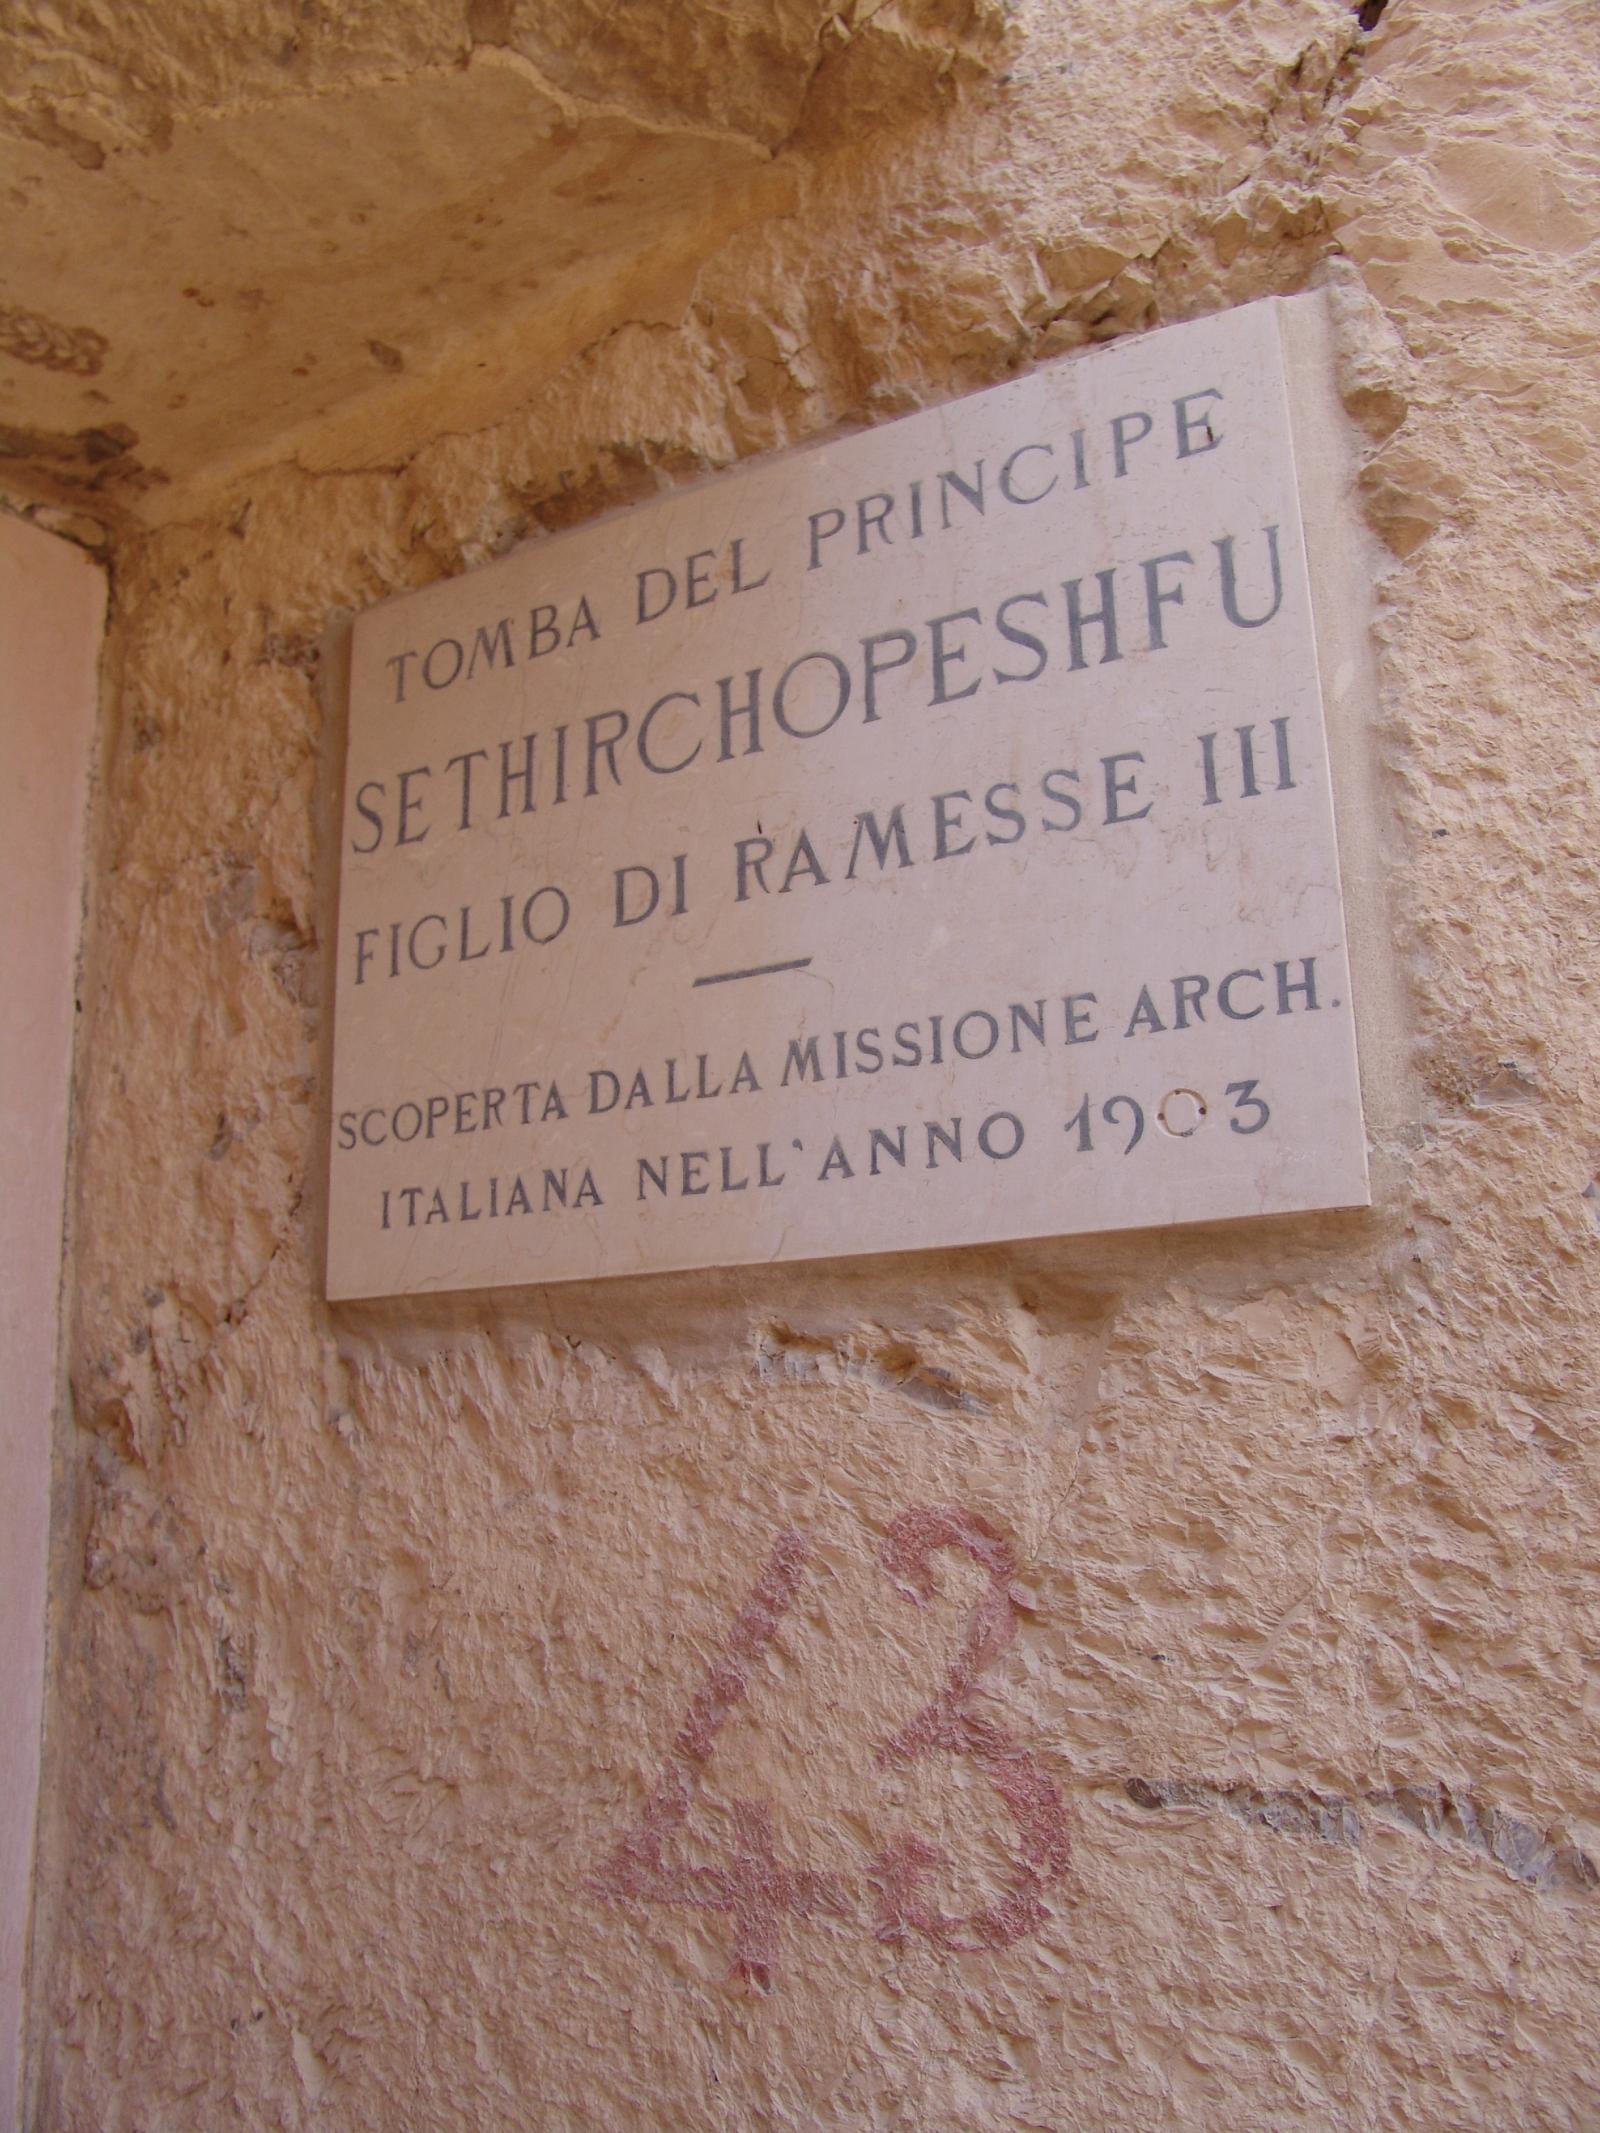 TOMBA DEL PRINCIPE
SETHIRCHOPESHFU
FIGLIO DI RAMESSE III
SCOPERTA DALLA MISSIONE ARCH.
ITALIANA NELL'ANNO 1903
43